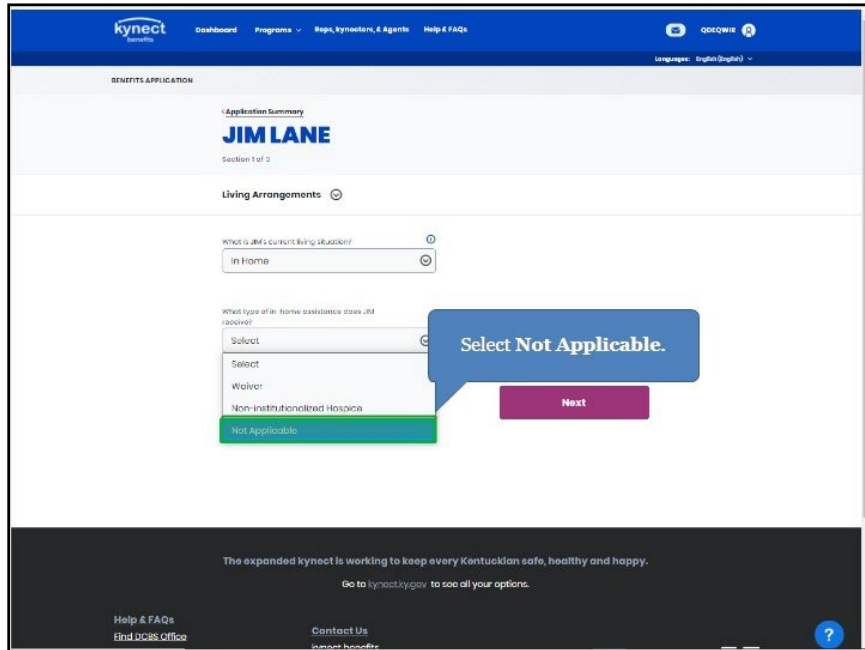 kynect
benefits
Dashboard Programs Reps, kynectors, & Agents Help & FAQs QDEQWIE
Languages: English (English)
BENEFITS APPLICATION
Application Summary
JIM LANE
Section 1 of 3
Living Arrangements
What is JIM's current living situation?
In Home
What type of in-home assistance does JIM
receive?
Select
Select
Waiver
Non-institutionalized Hospice
Not Applicable
Select Not Applicable.
Next
The expanded kynect is working to keep every Kentuckian safe, healthy and happy.
Go to kynect.ky.gov to see all your options.
Help & FAQs
Find DCBS Office
Contact Us
kynect benefits
?